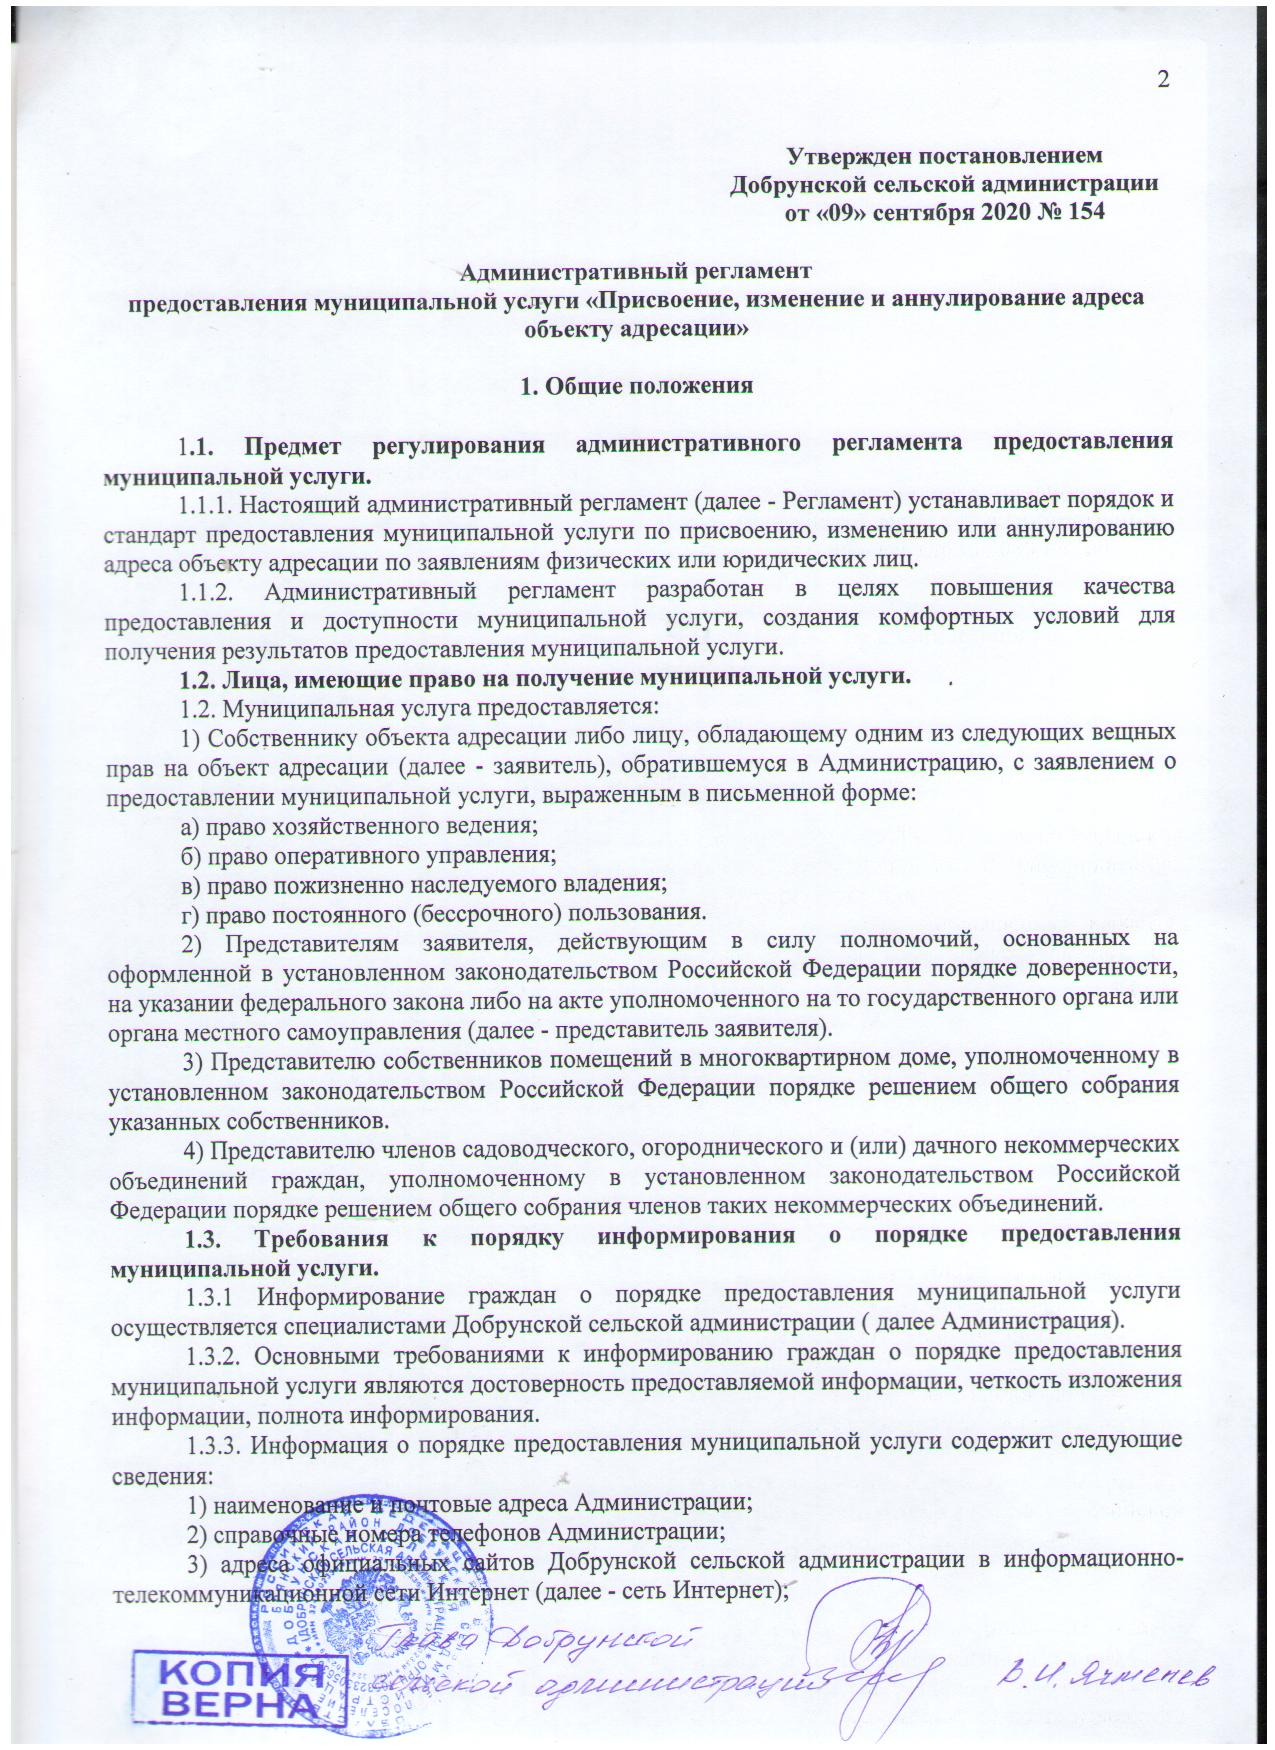 2
Утвержден постановлением
Добрунской сельской администрации
от «09» сентября 2020 № 154
Административный регламент
предоставления муниципальной услуги «Присвоение, изменение и аннулирование адреса
объекту адресации»
1. Общие положения
1.1. Предмет регулирования административного регламента предоставления
муниципальной услуги.
1.1.1. Настоящий административный регламент (далее - Регламент) устанавливает порядок и
стандарт предоставления муниципальной услуги по присвоению, изменению или аннулированию
адреса объекту адресации по заявлениям физических или юридических лиц.
1.1.2. Административный регламент разработан в целях повышения качества
предоставления и доступности муниципальной услуги, создания комфортных условий для
получения результатов предоставления муниципальной услуги.
1.2. Лица, имеющие право на получение муниципальной услуги.
1.2. Муниципальная услуга предоставляется:
1) Собственнику объекта адресации либо лицу, обладающему одним из следующих вещных
прав на объект адресации (далее - заявитель), обратившемуся в Администрацию, с заявлением о
предоставлении муниципальной услуги, выраженным в письменной форме:
а) право хозяйственного ведения;
б) право оперативного управления;
в) право пожизненно наследуемого владения;
г) право постоянного (бессрочного) пользования.
2) Представителям заявителя, действующим в силу полномочий, основанных на
оформленной в установленном законодательством Российской Федерации порядке доверенности,
на указании федерального закона либо на акте уполномоченного на то государственного органа или
органа местного самоуправления (далее - представитель заявителя).
3) Представителю собственников помещений в многоквартирном доме, уполномоченному в
установленном законодательством Российской Федерации порядке решением общего собрания
указанных собственников.
4) Представителю членов садоводческого, огороднического и (или) дачного некоммерческих
объединений граждан, уполномоченному в установленном законодательством Российской
Федерации порядке решением общего собрания членов таких некоммерческих объединений.
1.3. Требования к порядку информирования о порядке предоставления
муниципальной услуги.
1.3.1 Информирование граждан о порядке предоставления муниципальной услуги
осуществляется специалистами Добрунской сельской администрации ( далее Администрация).
1.3.2. Основными требованиями к информированию граждан о порядке предоставления
муниципальной услуги являются достоверность предоставляемой информации, четкость изложения
информации, полнота информирования.
1.3.3. Информация о порядке предоставления муниципальной услуги содержит следующие
сведения:
1) наименование и почтовые адреса Администрации;
2) справочные номера телефонов Администрации;
3) адреса официальных сайтов Добрунской сельской администрации в информационно-
телекоммуникационной сети Интернет (далее - сеть Интернет);
Глава Добрунской
сельской администрации В.И. Ячменев
КОПИЯ
ВЕРНА